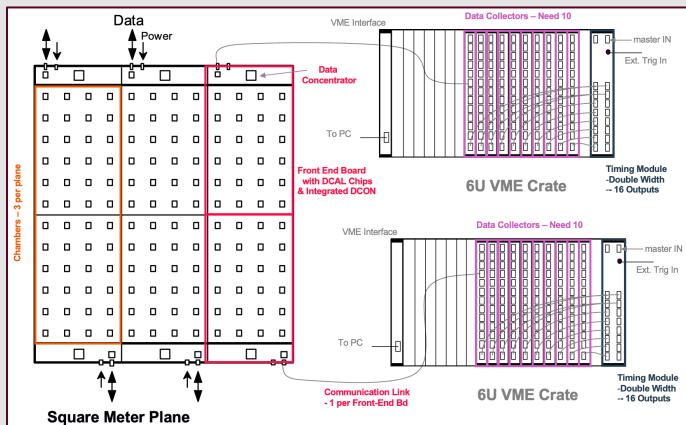 Data
Power
Data
Concentrator
Chambers – 3 per plane
Front End Board
with DCAL Chips
& Integrated DCON
Square Meter Plane
Communication Link
- 1 per Front-End Bd
VME Interface
Data Collectors – Need 10
master IN
Ext. Trig In
To PC
6U VME Crate
Timing Module
-Double Width
-- 16 Outputs
VME Interface
Data Collectors – Need 10
master IN
Ext. Trig In
To PC
6U VME Crate
Timing Module
-Double Width
-- 16 Outputs